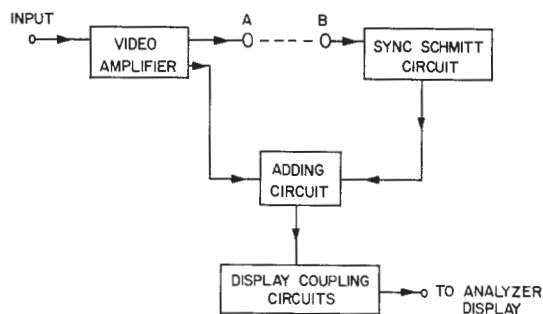 INPUT
A
B
VIDEO
AMPLIFIER
SYNC SCHMITT
CIRCUIT
ADDING
CIRCUIT
DISPLAY COUPLING
CIRCUITS
TO ANALYZER
DISPLAY